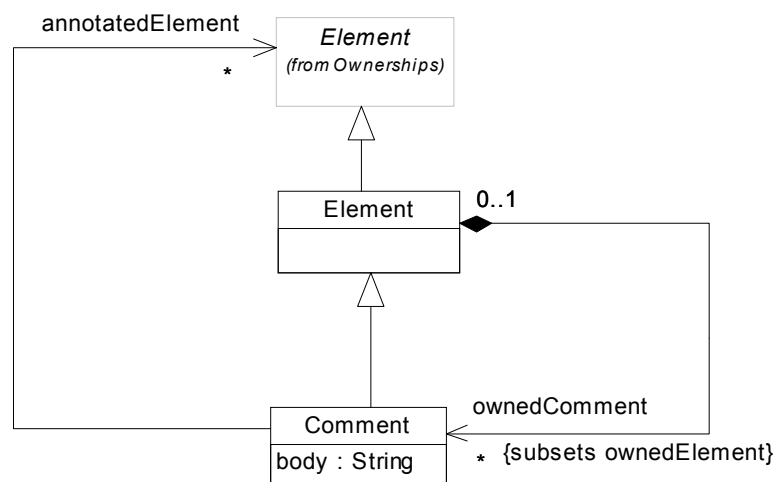 annotatedElement
*
Element
(from Ownerships)
Element
0..1
ownedComment
* {subsets ownedElement}
Comment
body : String